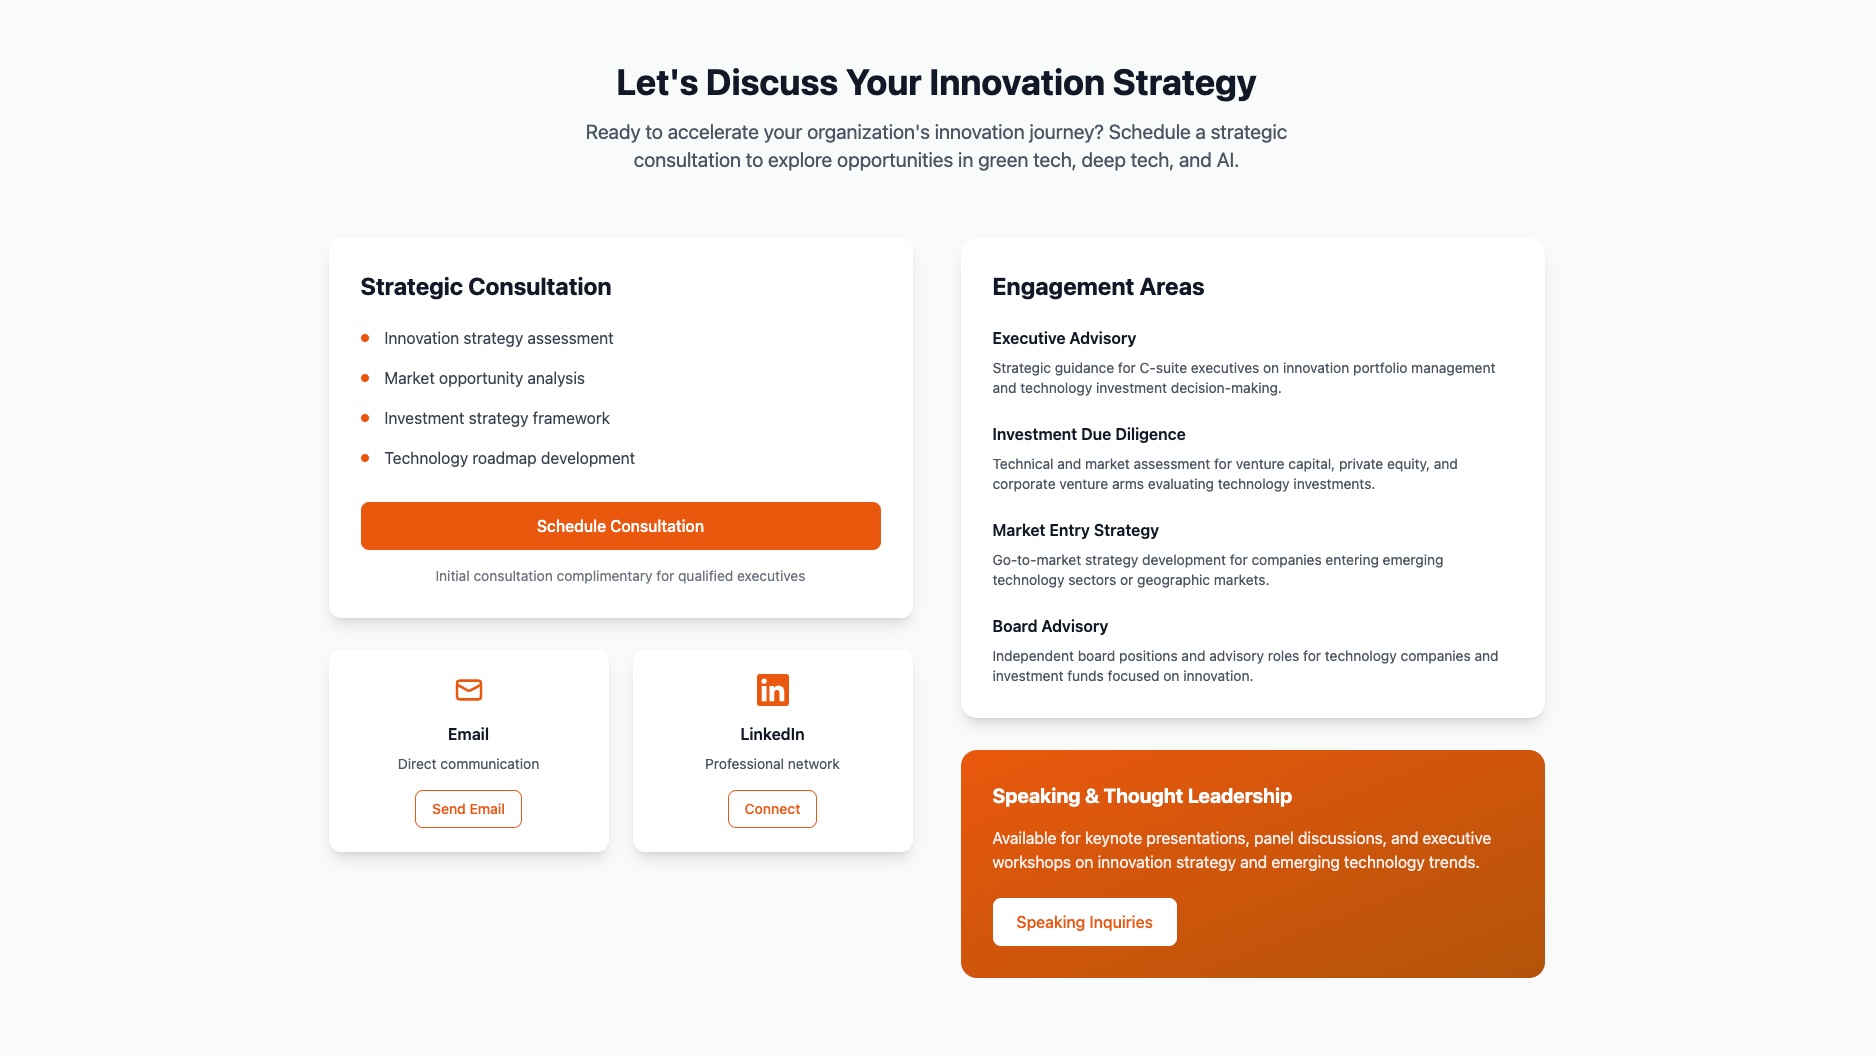 Let's Discuss Your Innovation Strategy
Ready to accelerate your organization's innovation journey? Schedule a strategic
consultation to explore opportunities in green tech, deep tech, and AI.
Strategic Consultation
Innovation strategy assessment
Market opportunity analysis
Investment strategy framework
Technology roadmap development
Schedule Consultation
Initial consultation complimentary for qualified executives
Email
Direct communication
Send Email
LinkedIn
Professional network
Connect
Engagement Areas
Executive Advisory
Strategic guidance for C-suite executives on innovation portfolio management
and technology investment decision-making.
Investment Due Diligence
Technical and market assessment for venture capital, private equity, and
corporate venture arms evaluating technology investments.
Market Entry Strategy
Go-to-market strategy development for companies entering emerging
technology sectors or geographic markets.
Board Advisory
Independent board positions and advisory roles for technology companies and
investment funds focused on innovation.
Speaking & Thought Leadership
Available for keynote presentations, panel discussions, and executive
workshops on innovation strategy and emerging technology trends.
Speaking Inquiries